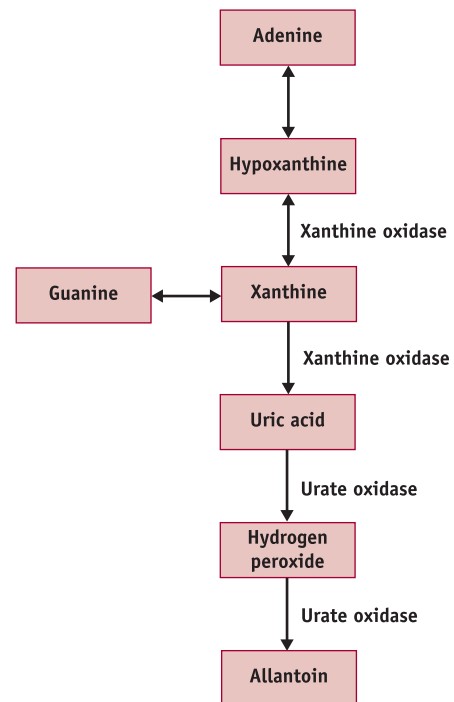 Adenine
Hypoxanthine
Xanthine oxidase
Guanine
Xanthine
Xanthine oxidase
Uric acid
Urate oxidase
Hydrogen
peroxide
Urate oxidase
Allantoin